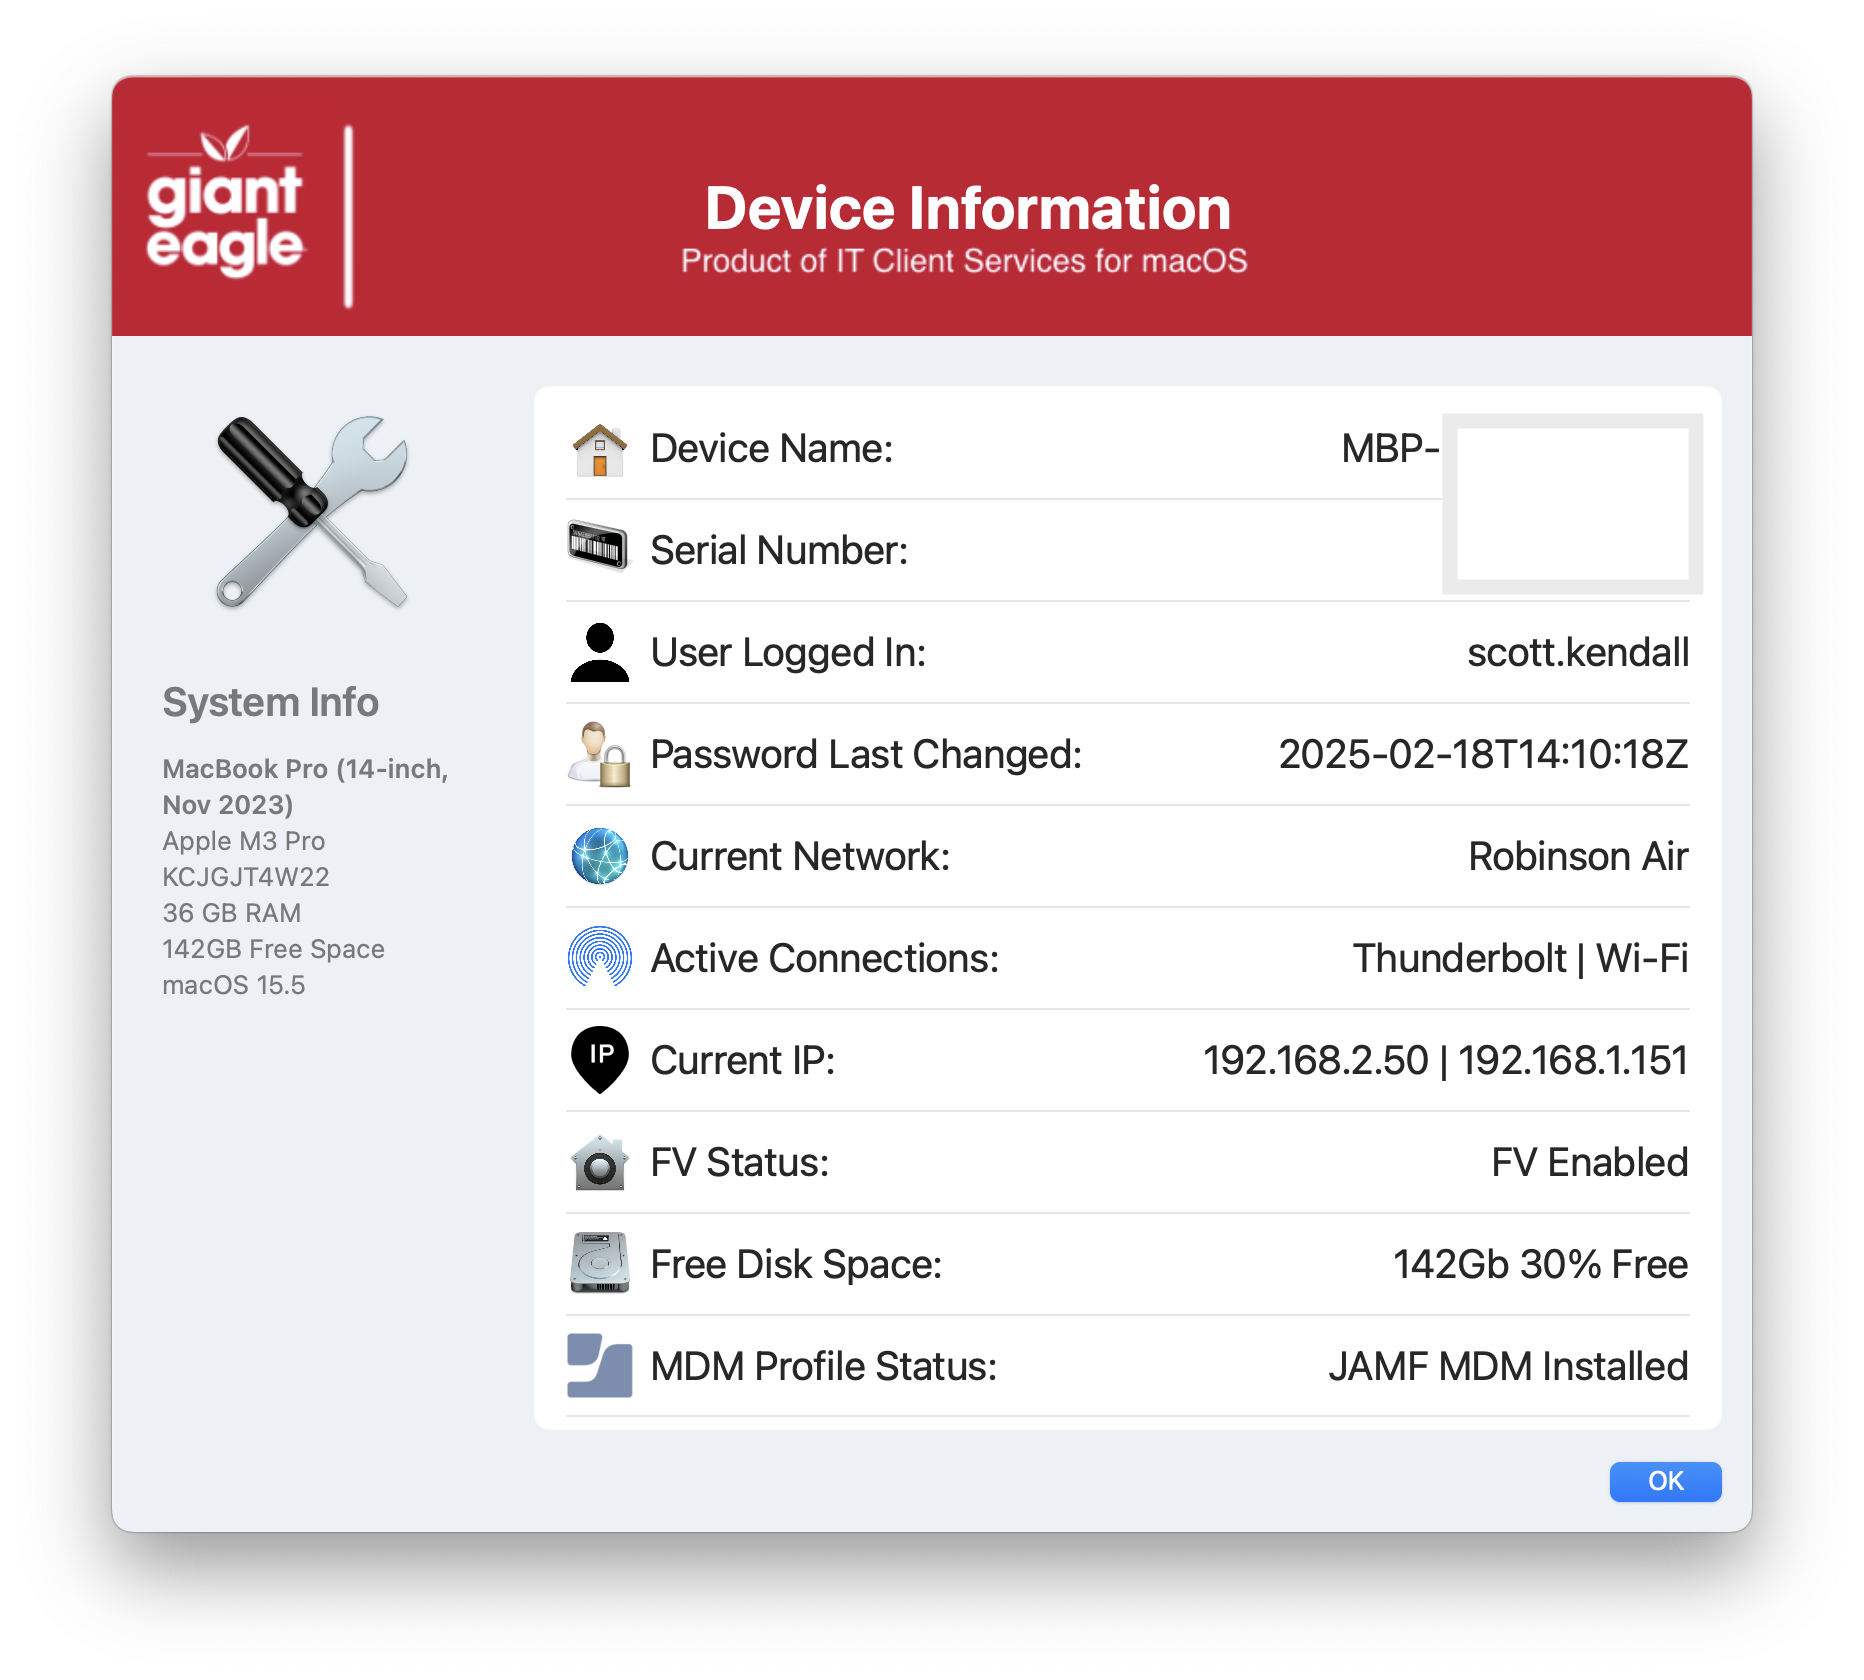 giant
eagle
Device Information
Product of IT Client Services for macOS
System Info
MacBook Pro (14-inch,
Nov 2023)
Apple M3 Pro
KCJGJT4W22
36 GB RAM
142GB Free Space
macOS 15.5
Device Name: MBP-
Serial Number:
User Logged In: scott.kendall
Password Last Changed: 2025-02-18T14:10:18Z
Current Network: Robinson Air
Active Connections: Thunderbolt | Wi-Fi
IP
Current IP: 192.168.2.50 | 192.168.1.151
FV Status: FV Enabled
Free Disk Space: 142Gb 30% Free
MDM Profile Status: JAMF MDM Installed
OK